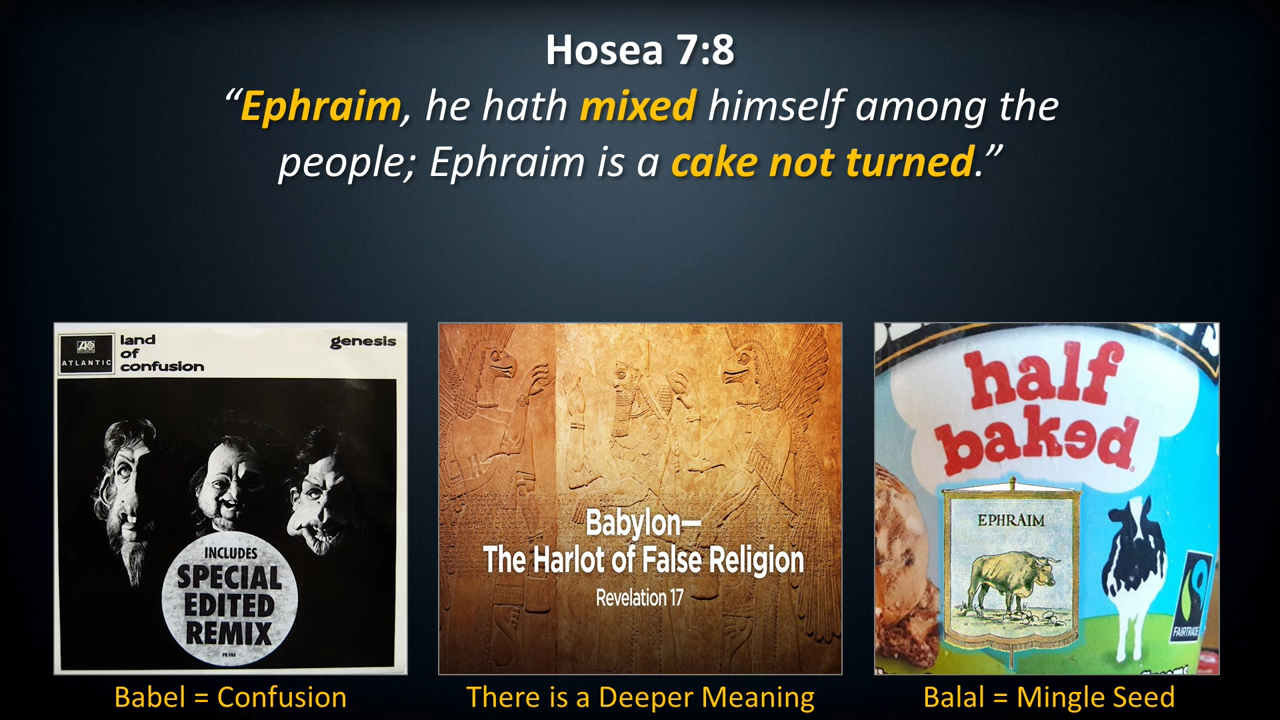 Hosea 7:8
“Ephraim, he hath mixed himself among the
people; Ephraim is a cake not turned.”
ATLANTIC
land
of
confusion
genesis
INCLUDES
SPECIAL
EDITED
REMIX
Babylon—
The Harlot of False Religion
Revelation 17
half
baked
EPHRAIM
FAIRTRADE
Babel = Confusion
There is a Deeper Meaning
Balal = Mingle Seed